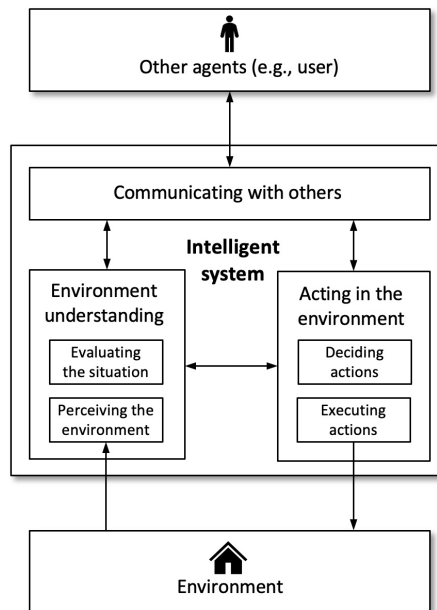 Other agents (e.g., user)
Communicating with others
Intelligent
system
Environment
understanding
Evaluating
the situation
Perceiving the
environment
Acting in the
environment
Deciding
actions
Executing
actions
Environment